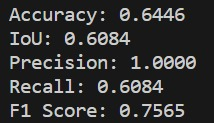 Accuracy: 0.6446
IoU: 0.6084
Precision: 1.0000
Recall: 0.6084
F1 Score: 0.7565